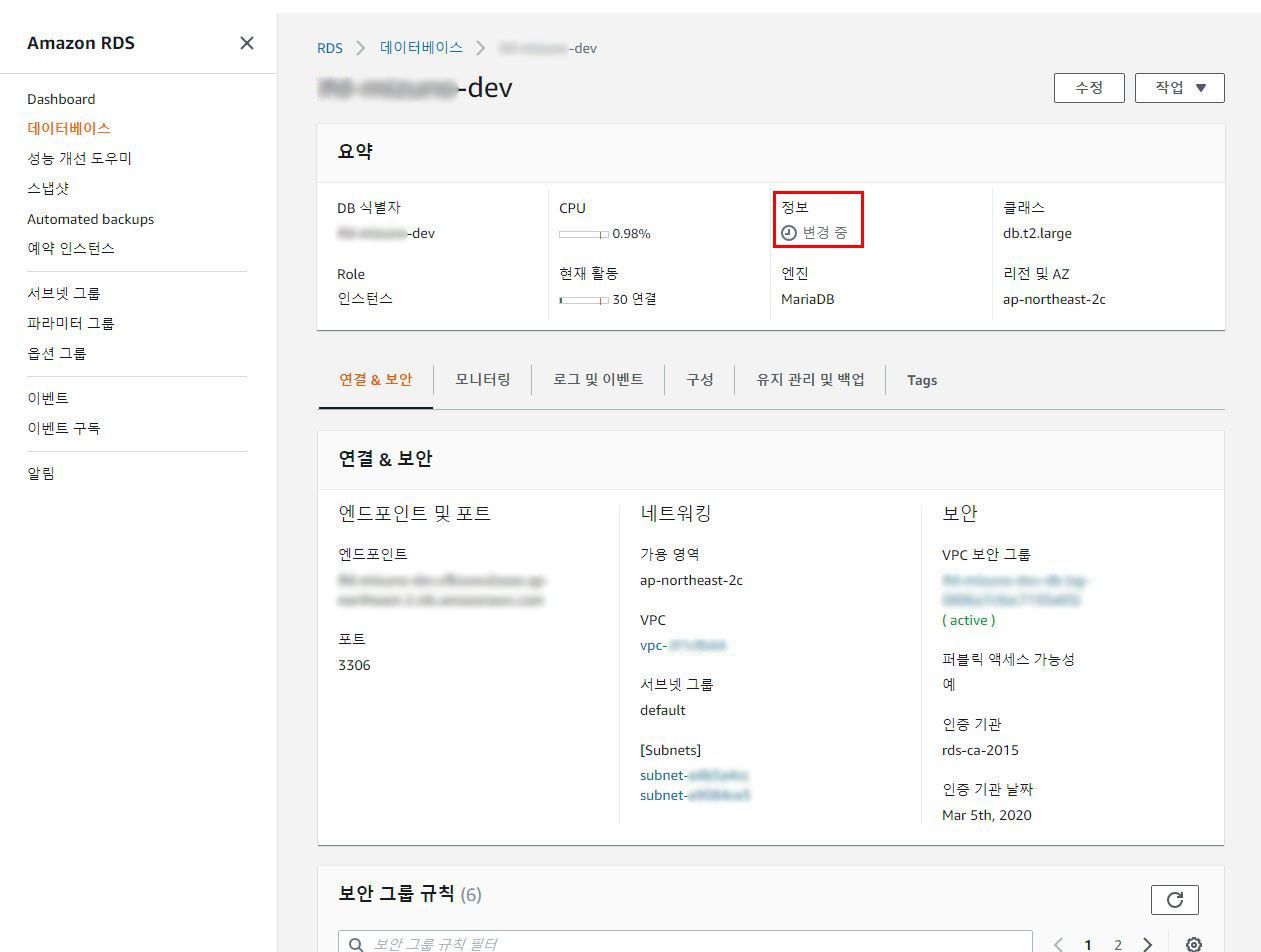 Amazon RDS
Dashboard
데이터베이스
성능 개선 도우미
스냅샷
Automated backups
예약 인스턴스
서브넷 그룹
파라미터 그룹
옵션 그룹
이벤트
이벤트 구독
알림
RDS > 데이터베이스 > -dev
-dev
수정 작업
요약
DB 식별자
-dev
Role
인스턴스
CPU
0.98%
현재 활동
30 연결
정보
변경 중
엔진
MariaDB
클래스
db.t2.large
리전 및 AZ
ap-northeast-2c
연결 & 보안 모니터링 로그 및 이벤트 구성 유지 관리 및 백업 Tags
연결 & 보안
엔드포인트 및 포트
엔드포인트
포트
3306
네트워킹
가용 영역
ap-northeast-2c
VPC
vpc-
서브넷 그룹
default
[Subnets]
subnet-
subnet-
보안
VPC 보안 그룹
( active )
퍼블릭 액세스 가능성
예
인증 기관
rds-ca-2015
인증 기관 날짜
Mar 5th, 2020
보안 그룹 규칙 (6)
보안 그룹 규칙 필터
1 2